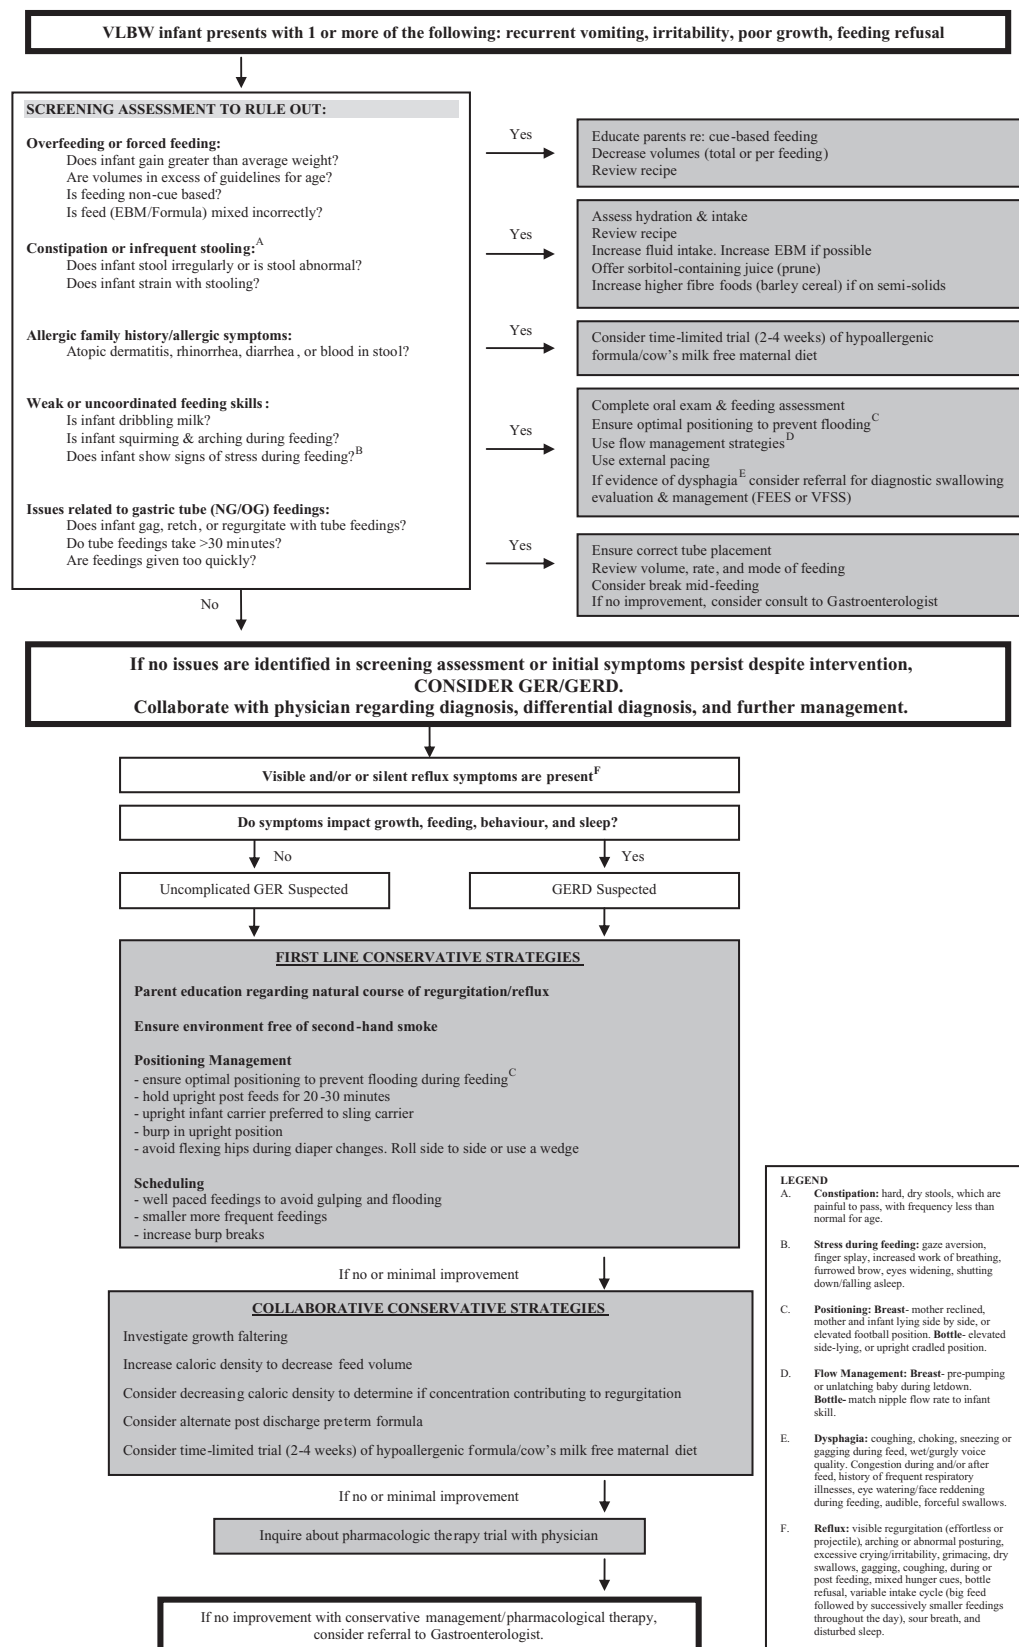 VLBW infant presents with 1 or more of the following: recurrent vomiting, irritability, poor growth, feeding refusal
SCREENING ASSESSMENT TO RULE OUT:
Overfeeding or forced feeding:
Does infant gain greater than average weight?
Are volumes in excess of guidelines for age?
Is feeding non-cue based?
Is feed (EBM/Formula) mixed incorrectly?
Yes
Educate parents re: cue-based feeding
Decrease volumes (total or per feeding)
Review recipe
Constipation or infrequent stooling:A
Does infant stool irregularly or is stool abnormal?
Does infant strain with stooling?
Yes
Assess hydration & intake
Review recipe
Increase fluid intake. Increase EBM if possible
Offer sorbitol-containing juice (prune)
Increase higher fibre foods (barley cereal) if on semi-solids
Allergic family history/allergic symptoms:
Atopic dermatitis, rhinorrhea, diarrhea, or blood in stool?
Yes
Consider time-limited trial (2-4 weeks) of hypoallergenic
formula/cow's milk free maternal diet
Weak or uncoordinated feeding skills:
Is infant dribbling milk?
Is infant squirming & arching during feeding?
Does infant show signs of stress during feeding?B
Yes
Complete oral exam & feeding assessment
Ensure optimal positioning to prevent floodingC
Use flow management strategiesD
Use external pacing
If evidence of dysphagiaE consider referral for diagnostic swallowing
evaluation & management (FEES or VFSS)
Issues related to gastric tube (NG/OG) feedings:
Does infant gag, retch, or regurgitate with tube feedings?
Do tube feedings take >30 minutes?
Are feedings given too quickly?
Yes
Ensure correct tube placement
Review volume, rate, and mode of feeding
Consider break mid-feeding
If no improvement, consider consult to Gastroenterologist
No
If no issues are identified in screening assessment or initial symptoms persist despite intervention,
CONSIDER GER/GERD.
Collaborate with physician regarding diagnosis, differential diagnosis, and further management.
Visible and/or or silent reflux symptoms are presentF
Do symptoms impact growth, feeding, behaviour, and sleep?
No
Yes
Uncomplicated GER Suspected
GERD Suspected
FIRST LINE CONSERVATIVE STRATEGIES
Parent education regarding natural course of regurgitation/reflux
Ensure environment free of second-hand smoke
Positioning Management
- ensure optimal positioning to prevent flooding during feedingC
- hold upright post feeds for 20-30 minutes
- upright infant carrier preferred to sling carrier
- burp in upright position
- avoid flexing hips during diaper changes. Roll side to side or use a wedge
Scheduling
- well paced feedings to avoid gulping and flooding
- smaller more frequent feedings
- increase burp breaks
If no or minimal improvement
COLLABORATIVE CONSERVATIVE STRATEGIES
Investigate growth faltering
Increase caloric density to decrease feed volume
Consider decreasing caloric density to determine if concentration contributing to regurgitation
Consider alternate post discharge preterm formula
Consider time-limited trial (2-4 weeks) of hypoallergenic formula/cow's milk free maternal diet
If no or minimal improvement
Inquire about pharmacologic therapy trial with physician
If no improvement with conservative management/pharmacological therapy,
consider referral to Gastroenterologist.
LEGEND
A. Constipation: hard, dry stools, which are
painful to pass, with frequency less than
normal for age.
B. Stress during feeding: gaze aversion,
finger splay, increased work of breathing,
furrowed brow, eyes widening, shutting
down/falling asleep.
C. Positioning: Breast- mother reclined,
mother and infant lying side by side, or
elevated football position. Bottle- elevated
side-lying, or upright cradled position.
D. Flow Management: Breast- pre-pumping
or unlatching baby during letdown.
Bottle- match nipple flow rate to infant
skill.
E. Dysphagia: coughing, choking, sneezing or
gagging during feed, wet/gurgly voice
quality. Congestion during and/or after
feed, history of frequent respiratory
illnesses, eye watering/face reddening
during feeding, audible, forceful swallows.
F. Reflux: visible regurgitation (effortless or
projectile), arching or abnormal posturing,
excessive crying/irritability, grimacing, dry
swallows, gagging, coughing, during or
post feeding, mixed hunger cues, bottle
refusal, variable intake cycle (big feed
followed by successively smaller feedings
throughout the day), sour breath, and
disturbed sleep.